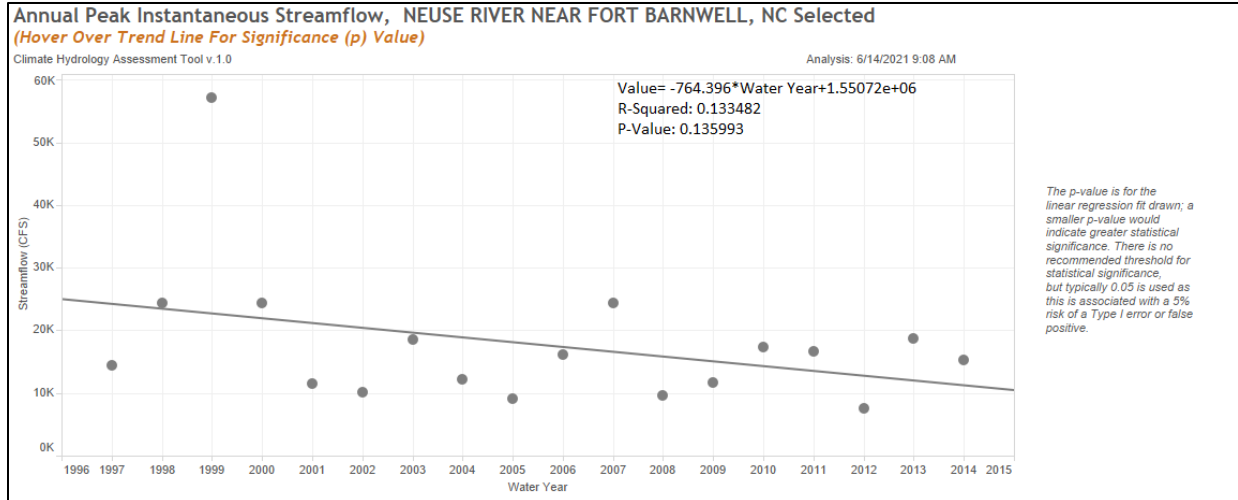 Annual Peak Instantaneous Streamflow, NEUSE RIVER NEAR FORT BARNWELL, NC Selected
(Hover Over Trend Line For Significance (p) Value)
Climate Hydrology Assessment Tool v.1.0
Analysis: 6/14/2021 9:08 AM
Value= -764.396*Water Year+1.55072e+06
R-Squared: 0.133482
P-Value: 0.135993
60K
50K
40K
30K
20K
10K
0K
Streamflow (CFS)
1996 1997 1998 1999 2000 2001 2002 2003 2004 2005 2006 2007 2008 2009 2010 2011 2012 2013 2014 2015
Water Year
The p-value is for the
linear regression fit drawn; a
smaller p-value would
indicate greater statistical
significance. There is no
recommended threshold for
statistical significance,
but typically 0.05 is used as
this is associated with a 5%
risk of a Type I error or false
positive.